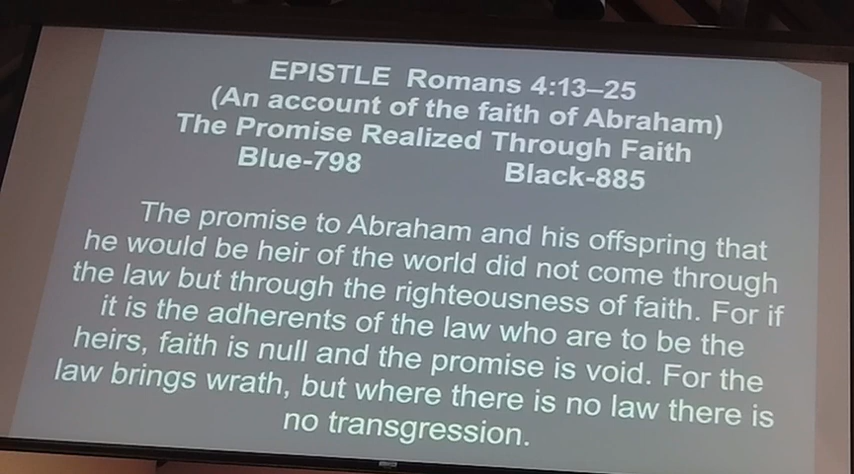 EPISTLE Romans 4:13–25
(An account of the faith of Abraham)
The Promise Realized Through Faith
Blue-798 Black-885
The promise to Abraham and his offspring that
he would be heir of the world did not come through
the law but through the righteousness of faith. For if
it is the adherents of the law who are to be the
heirs, faith is null and the promise is void. For the
law brings wrath, but where there is no law there is
no transgression.